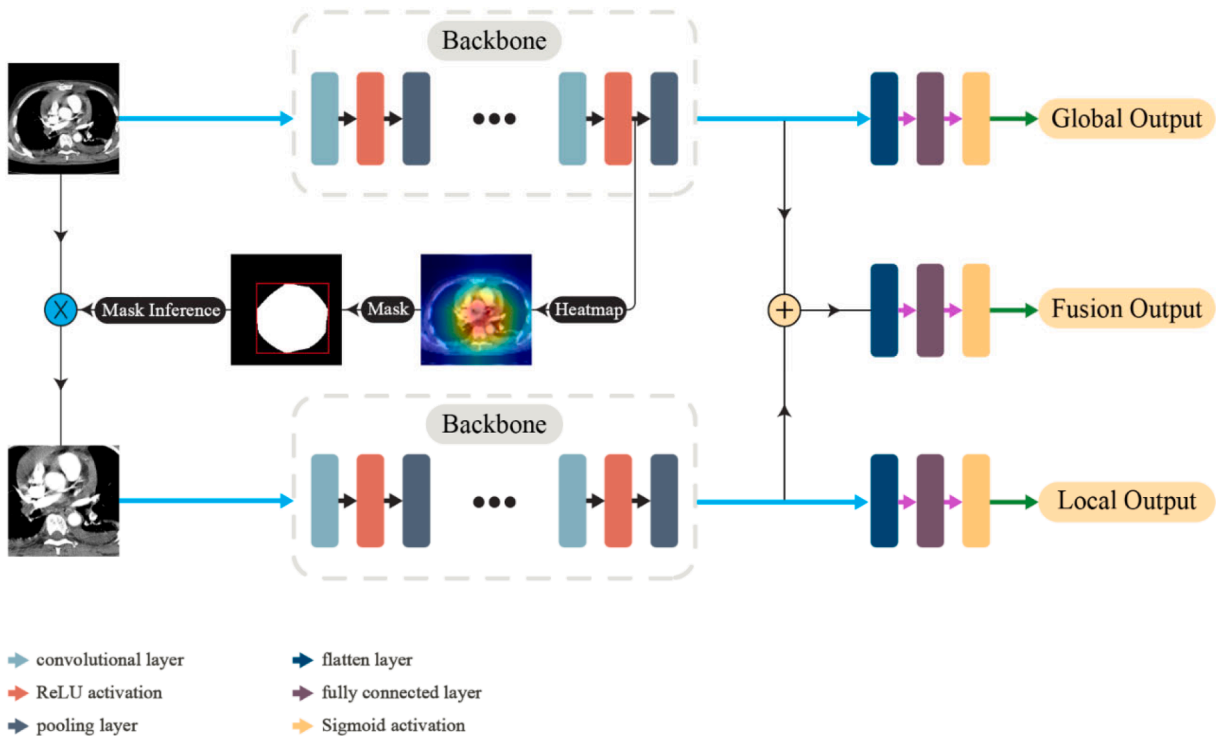 Backbone
Global Output
Mask Inference
Mask
Heatmap
Fusion Output
Backbone
Local Output
convolutional layer
flatten layer
ReLU activation
fully connected layer
pooling layer
Sigmoid activation